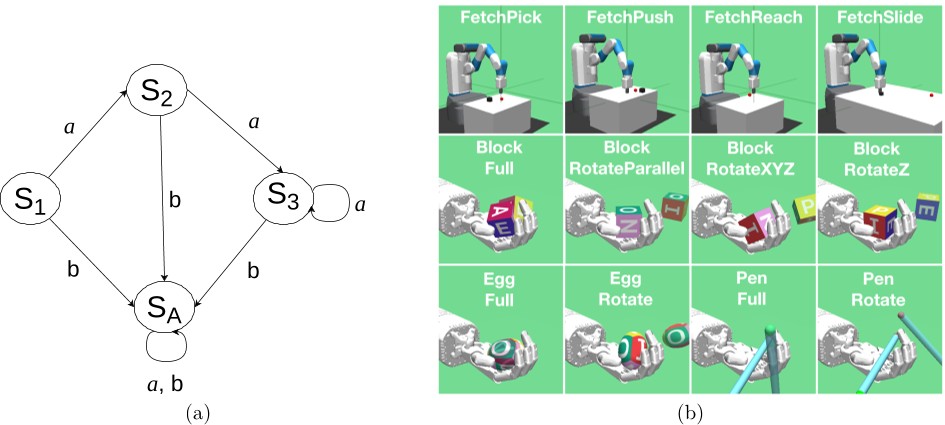 S2
a
a
S1
b
S3
a
b
b
SA
a, b
(a)
FetchPick
FetchPush
FetchReach
FetchSlide
Block
Full
Block
RotateParallel
Block
RotateXYZ
Block
RotateZ
A
E
O
N
I
P
E
Egg
Full
Egg
Rotate
Pen
Full
Pen
Rotate
(b)